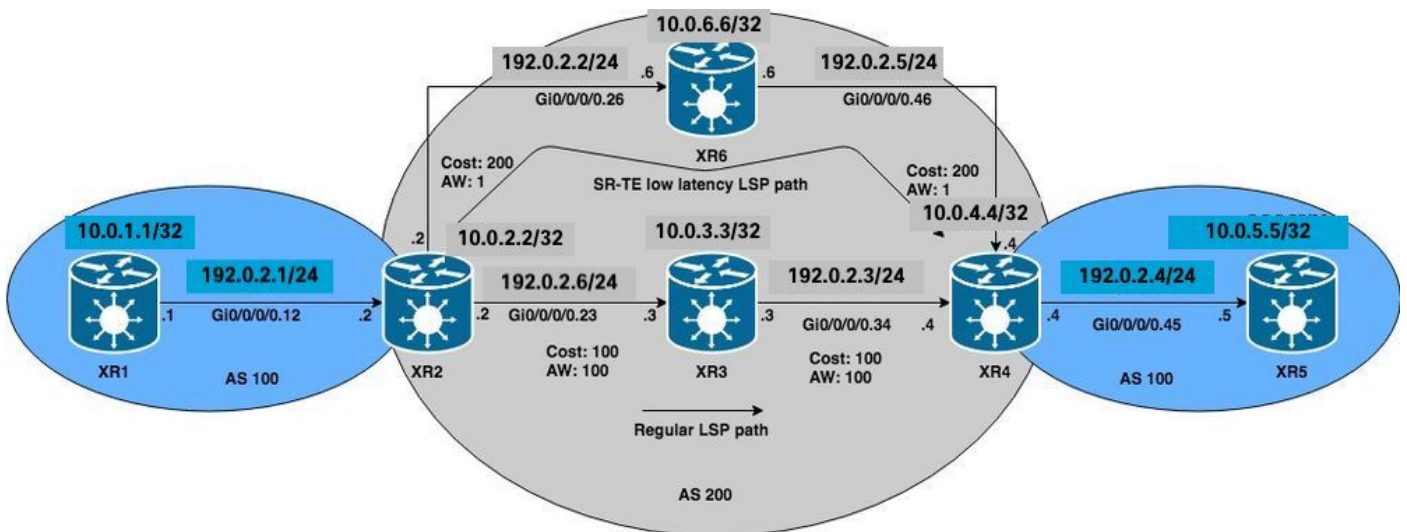 10.0.6.6/32
192.0.2.2/24
.6
.6
192.0.2.5/24
Gi0/0/0/0.26
Gi0/0/0/0.46
XR6
Cost: 200
AW: 1
SR-TE low latency LSP path
Cost: 200
AW: 1
10.0.1.1/32
.2
10.0.2.2/32
10.0.3.3/32
10.0.4.4/32
.4
10.0.5.5/32
192.0.2.1/24
192.0.2.6/24
192.0.2.3/24
192.0.2.4/24
.1
Gi0/0/0/0.12
.2
.2
Gi0/0/0/0.23
.3
.3
Gi0/0/0/0.34
.4
.4
Gi0/0/0/0.45
.5
XR1
AS 100
XR2
Cost: 100
AW: 100
XR3
Cost: 100
AW: 100
XR4
AS 100
XR5
Regular LSP path
AS 200